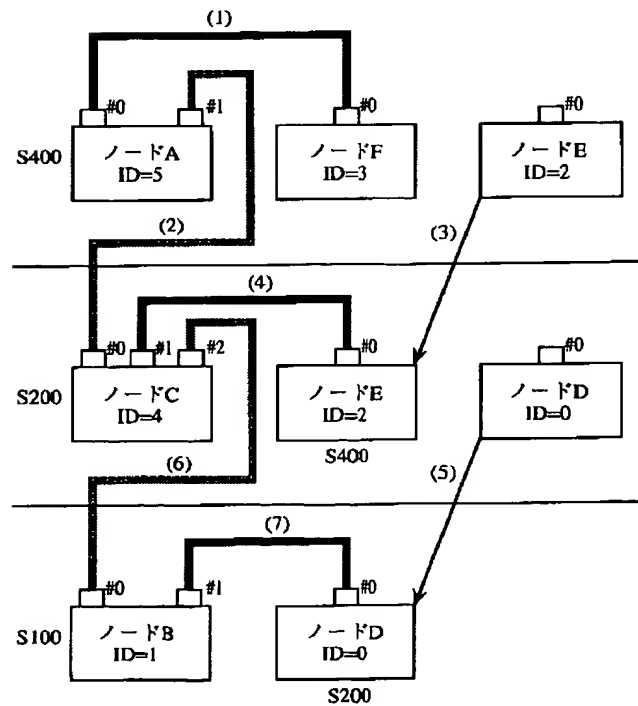 (1)
#0
#1
#0
#0
S400
ノードA
ID=5
ノードF
ID=3
ノードE
ID=2
(2)
(3)
(4)
#0
#1
#2
#0
#0
S200
ノードC
ID=4
ノードE
ID=2
S400
ノードD
ID=0
(6)
(5)
(7)
#0
#1
#0
S100
ノードB
ID=1
ノードD
ID=0
S200